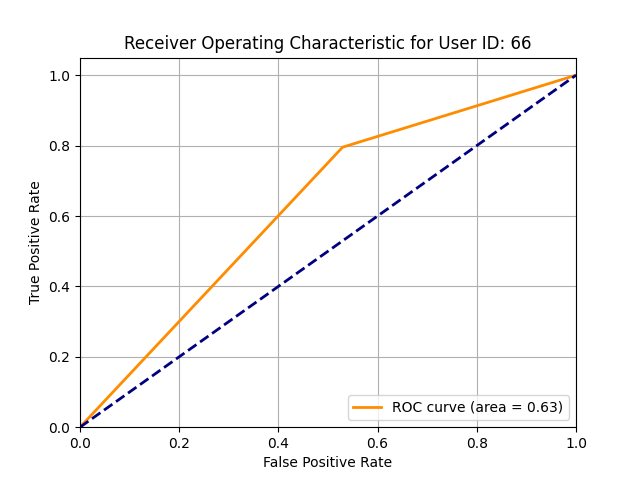 Receiver Operating Characteristic for User ID: 66
True Positive Rate
1.0
0.8
0.6
0.4
0.2
0.0
ROC curve (area = 0.63)
0.0 0.2 0.4 0.6 0.8 1.0
False Positive Rate